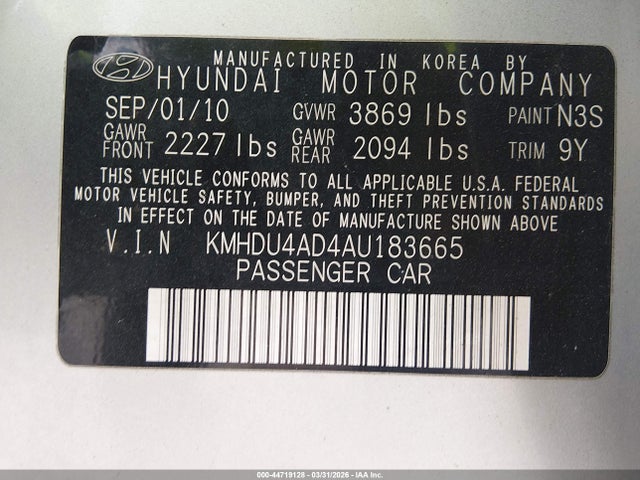 MANUFACTURED IN KOREA BY
HYUNDAI MOTOR COMPANY
SEP/01/10 GVWR 3869 lbs PAINT N3S
GAWR FRONT 2227 lbs GAWR REAR 2094 lbs TRIM 9Y
THIS VEHICLE CONFORMS TO ALL APPLICABLE U.S.A. FEDERAL
MOTOR VEHICLE SAFETY, BUMPER, AND THEFT PREVENTION STANDARDS
IN EFFECT ON THE DATE OF MANUFACTURE SHOWN ABOVE
V.I.N KMHDU4AD4AU183665
PASSENGER CAR
000-44719128 - 03/31/2026 - IAA Inc.